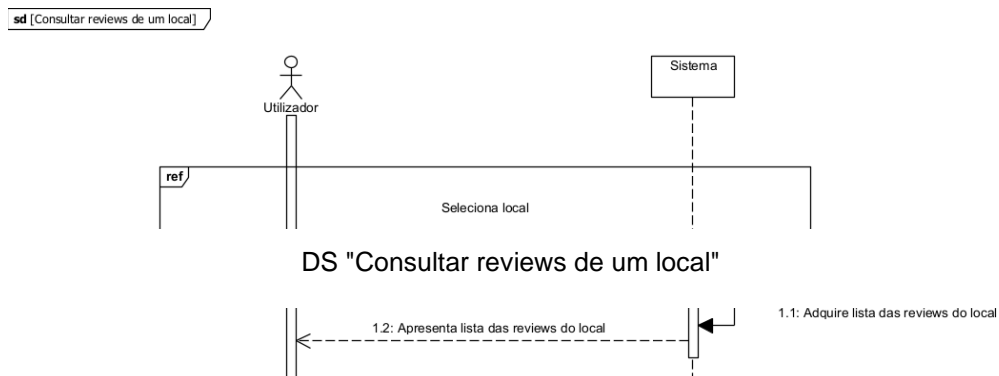 sd [Consultar reviews de um local]
Sistema
Utilizador
ref
Seleciona local
DS "Consultar reviews de um local"
1.1: Adquire lista das reviews do local
1.2: Apresenta lista das reviews do local